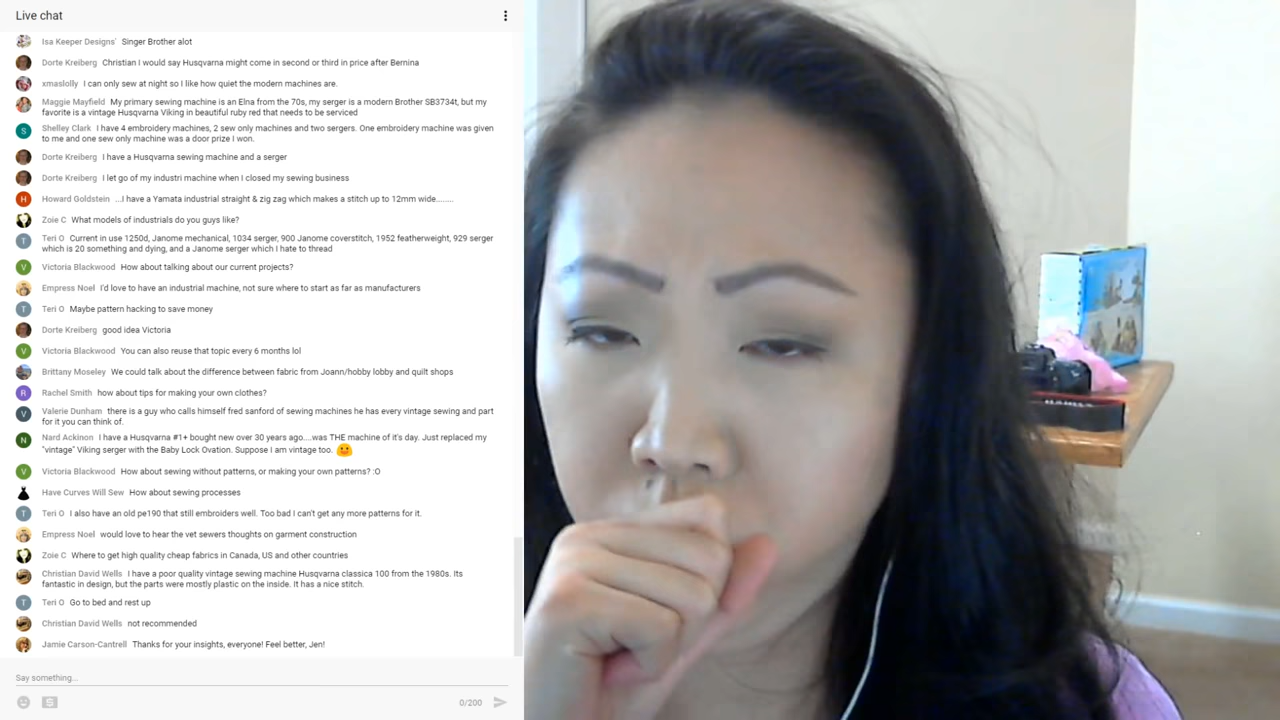 Live chat
Isa Keeper Designs' Singer Brother alot
Dorte Kreiberg Christian I would say Husqvarna might come in second or third in price after Bernina
xmaslolly I can only sew at night so I like how quiet the modern machines are.
Maggie Mayfield My primary sewing machine is an Elna from the 70s, my serger is a modern Brother SB3734t, but my
favorite is a vintage Husqvarna Viking in beautiful ruby red that needs to be serviced
S Shelley Clark I have 4 embroidery machines, 2 sew only machines and two sergers. One embroidery machine was given
to me and one sew only machine was a door prize I won.
Dorte Kreiberg I have a Husqvarna sewing machine and a serger
Dorte Kreiberg I let go of my industri machine when I closed my sewing business
H Howard Goldstein ...I have a Yamata industrial straight & zig zag which makes a stitch up to 12mm wide........
Zoie C What models of industrials do you guys like?
T Teri O Current in use 1250d, Janome mechanical, 1034 serger, 900 Janome coverstitch, 1952 featherweight, 929 serger
which is 20 something and dying, and a Janome serger which I hate to thread
V Victoria Blackwood How about talking about our current projects?
Empress Noel I'd love to have an industrial machine, not sure where to start as far as manufacturers
T Teri O Maybe pattern hacking to save money
Dorte Kreiberg good idea Victoria
V Victoria Blackwood You can also reuse that topic every 6 months lol
Brittany Moseley We could talk about the difference between fabric from Joann/hobby lobby and quilt shops
R Rachel Smith how about tips for making your own clothes?
V Valerie Dunham there is a guy who calls himself fred sanford of sewing machines he has every vintage sewing and part
for it you can think of.
N Nard Ackinon I have a Husqvarna #1+ bought new over 30 years ago....was THE machine of it's day. Just replaced my
"vintage" Viking serger with the Baby Lock Ovation. Suppose I am vintage too.
V Victoria Blackwood How about sewing without patterns, or making your own patterns? :O
Have Curves Will Sew How about sewing processes
T Teri O I also have an old pe190 that still embroiders well. Too bad I can't get any more patterns for it.
Empress Noel would love to hear the vet sewers thoughts on garment construction
Zoie C Where to get high quality cheap fabrics in Canada, US and other countries
Christian David Wells I have a poor quality vintage sewing machine Husqvarna classica 100 from the 1980s. Its
fantastic in design, but the parts were mostly plastic on the inside. It has a nice stitch.
T Teri O Go to bed and rest up
Christian David Wells not recommended
Jamie Carson-Cantrell Thanks for your insights, everyone! Feel better, Jen!
Say something...
0/200